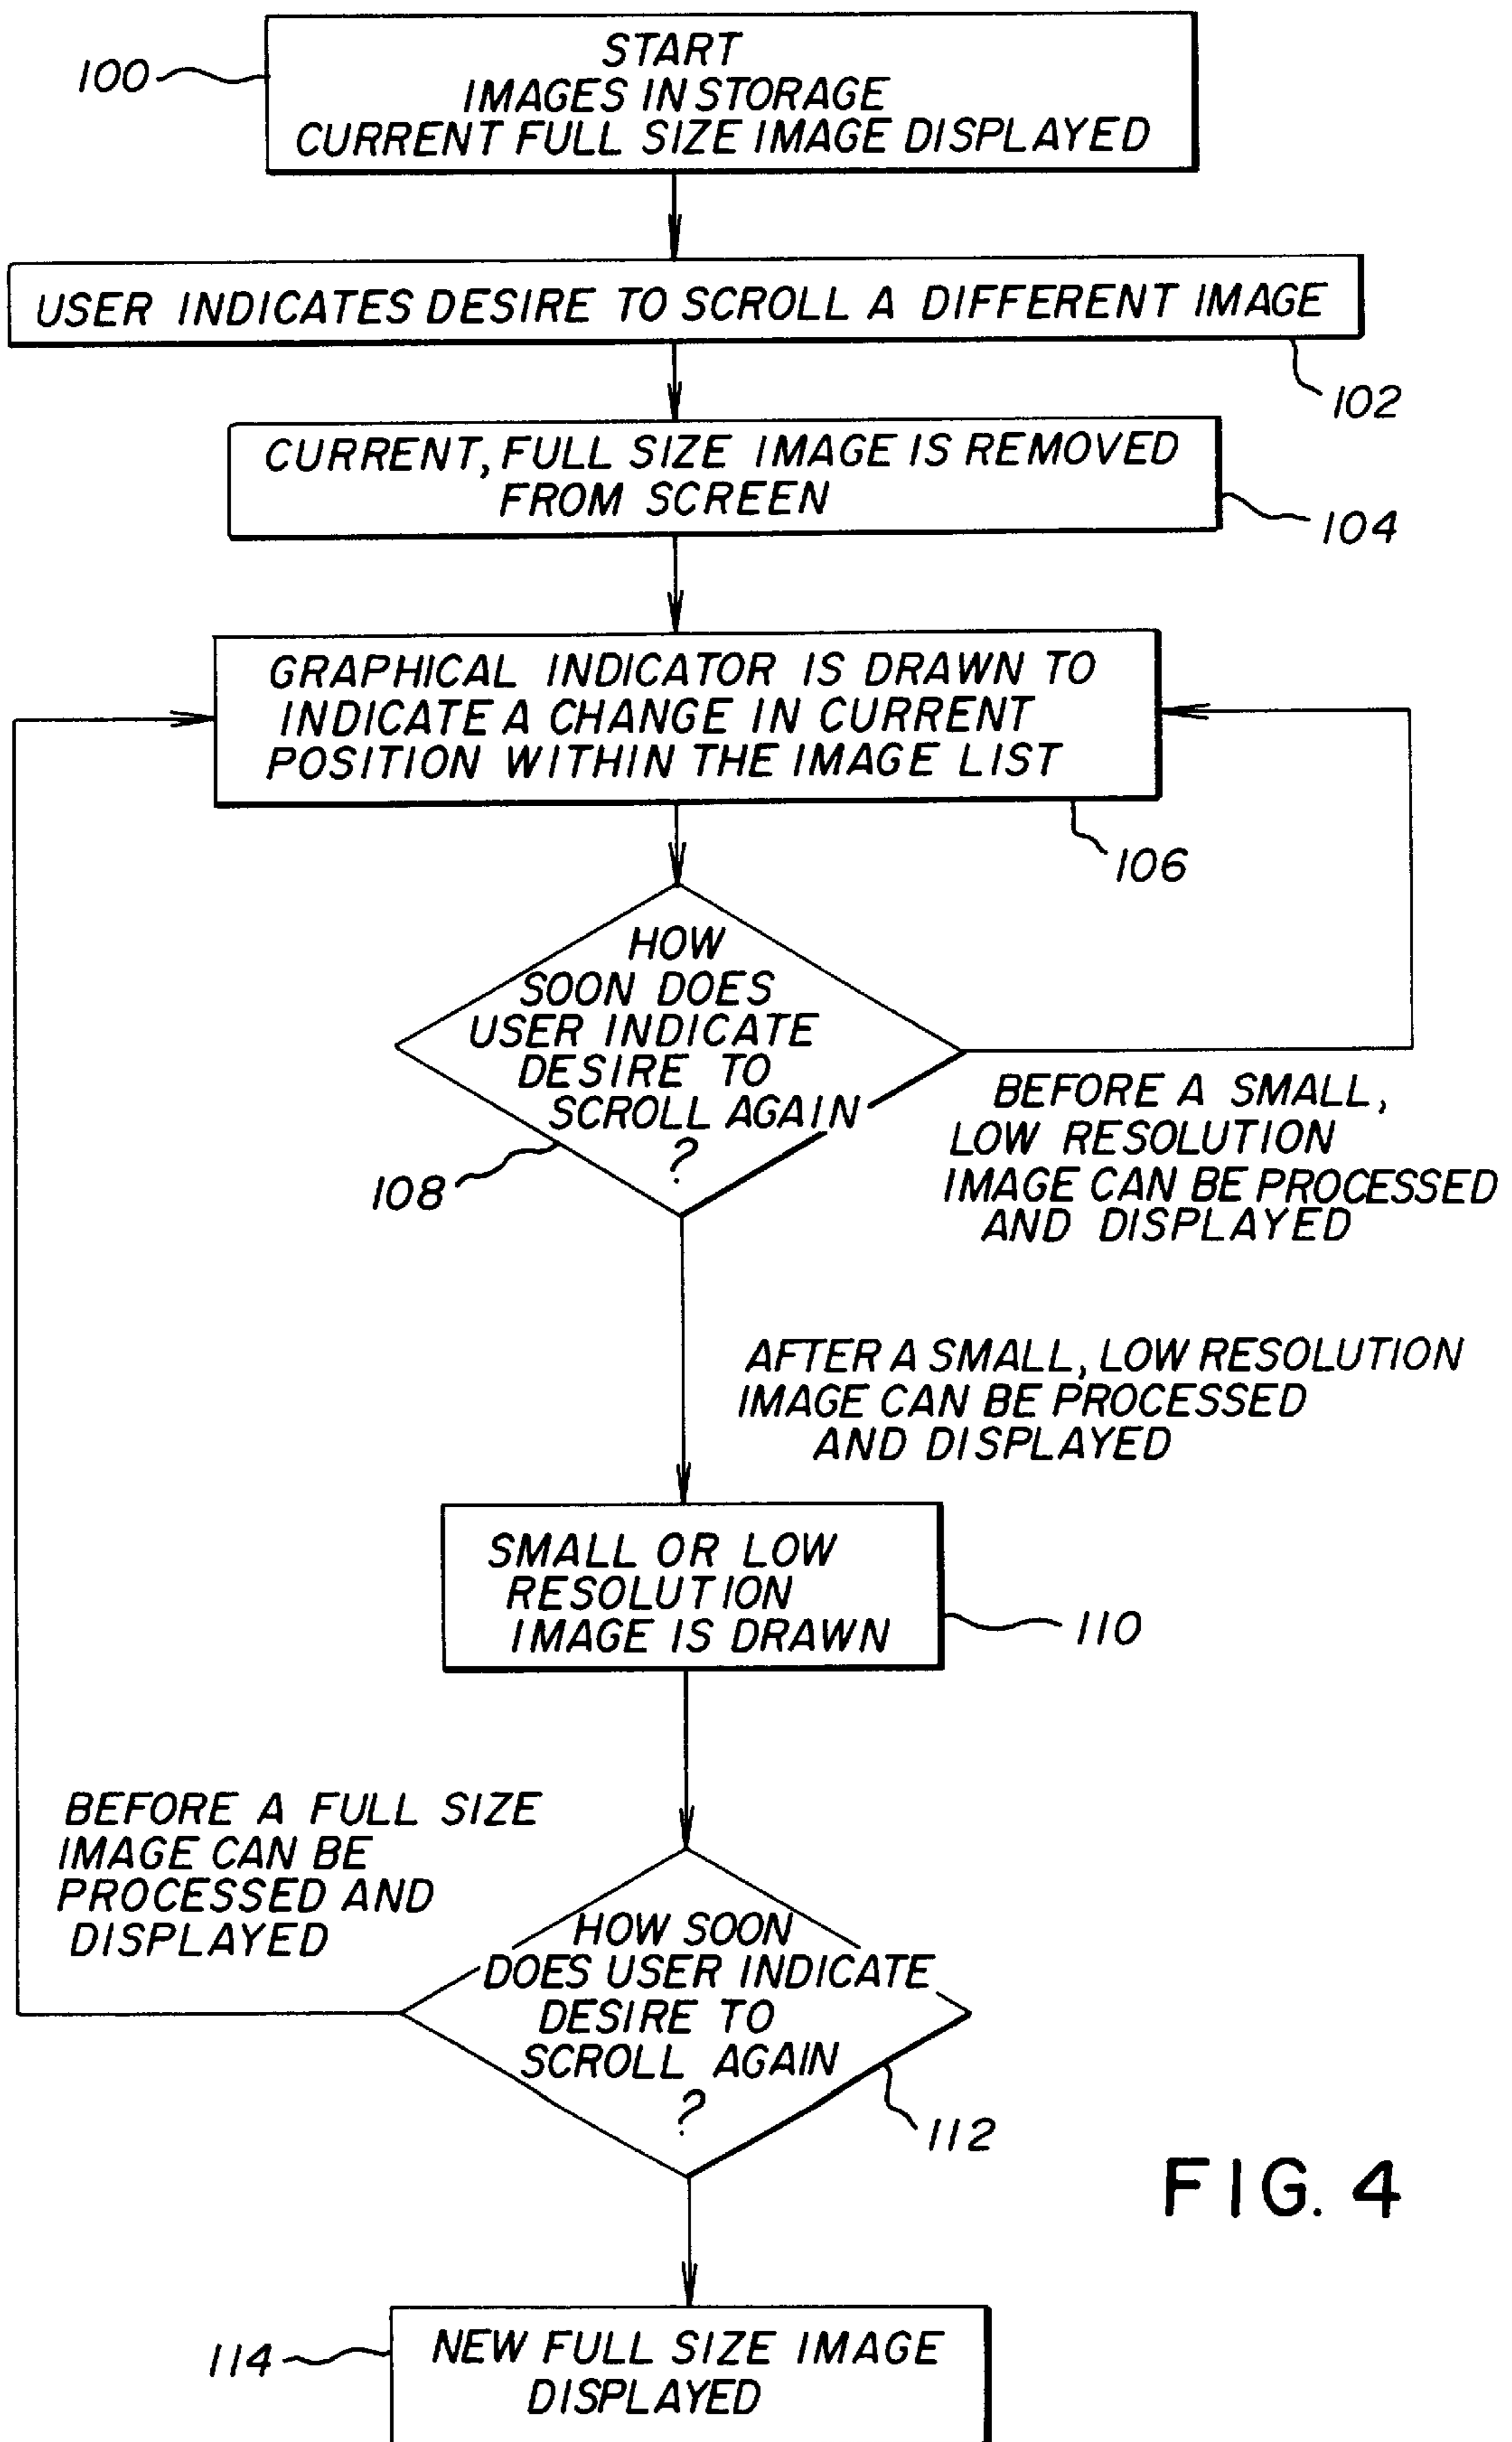 100
START
IMAGES IN STORAGE
CURRENT FULL SIZE IMAGE DISPLAYED
USER INDICATES DESIRE TO SCROLL A DIFFERENT IMAGE
102
CURRENT, FULL SIZE IMAGE IS REMOVED
FROM SCREEN
104
GRAPHICAL INDICATOR IS DRAWN TO
INDICATE A CHANGE IN CURRENT
POSITION WITHIN THE IMAGE LIST
106
HOW
SOON DOES
USER INDICATE
DESIRE TO
SCROLL AGAIN
?
108
BEFORE A SMALL,
LOW RESOLUTION
IMAGE CAN BE PROCESSED
AND DISPLAYED
AFTER A SMALL, LOW RESOLUTION
IMAGE CAN BE PROCESSED
AND DISPLAYED
SMALL OR LOW
RESOLUTION
IMAGE IS DRAWN
110
BEFORE A FULL SIZE
IMAGE CAN BE
PROCESSED AND
DISPLAYED
HOW SOON
DOES USER INDICATE
DESIRE TO
SCROLL AGAIN
?
112
FIG. 4
114
NEW FULL SIZE IMAGE
DISPLAYED